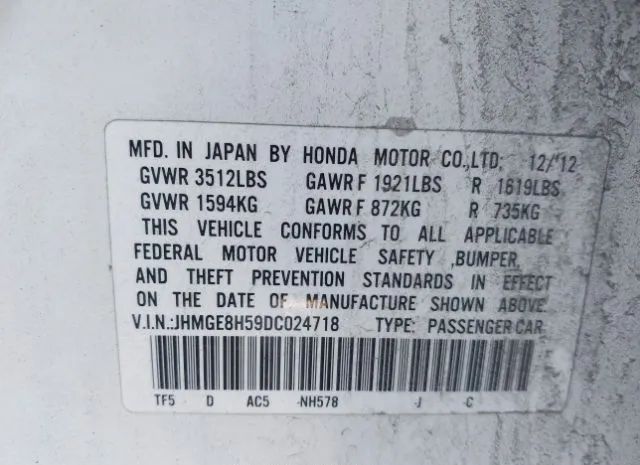 MFD. IN JAPAN BY HONDA MOTOR CO.,LTD. 12/12
GVWR 3512LBS GAWR F 1921LBS R 1619LBS
GVWR 1594KG GAWR F 872KG R 735KG
THIS VEHICLE CONFORMS TO ALL APPLICABLE
FEDERAL MOTOR VEHICLE SAFETY ,BUMPER,
AND THEFT PREVENTION STANDARDS IN EFFECT
ON THE DATE OF MANUFACTURE SHOWN ABOVE.
V.I.N.:JHMGE8H59DC024718 TYPE: PASSENGER CAR
TF5 D AC5 -NH578 -J -C